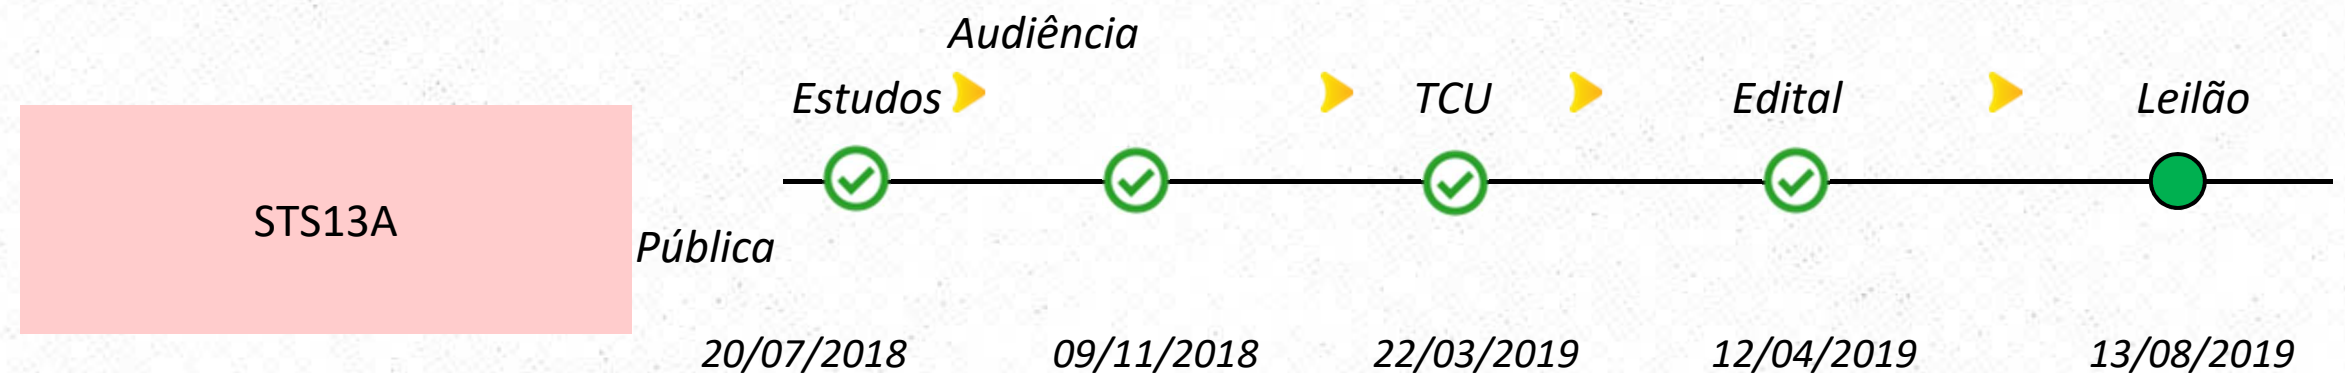 Audiência
Estudos TCU Edital Leilão
STS13A
Pública
20/07/2018 09/11/2018 22/03/2019 12/04/2019 13/08/2019